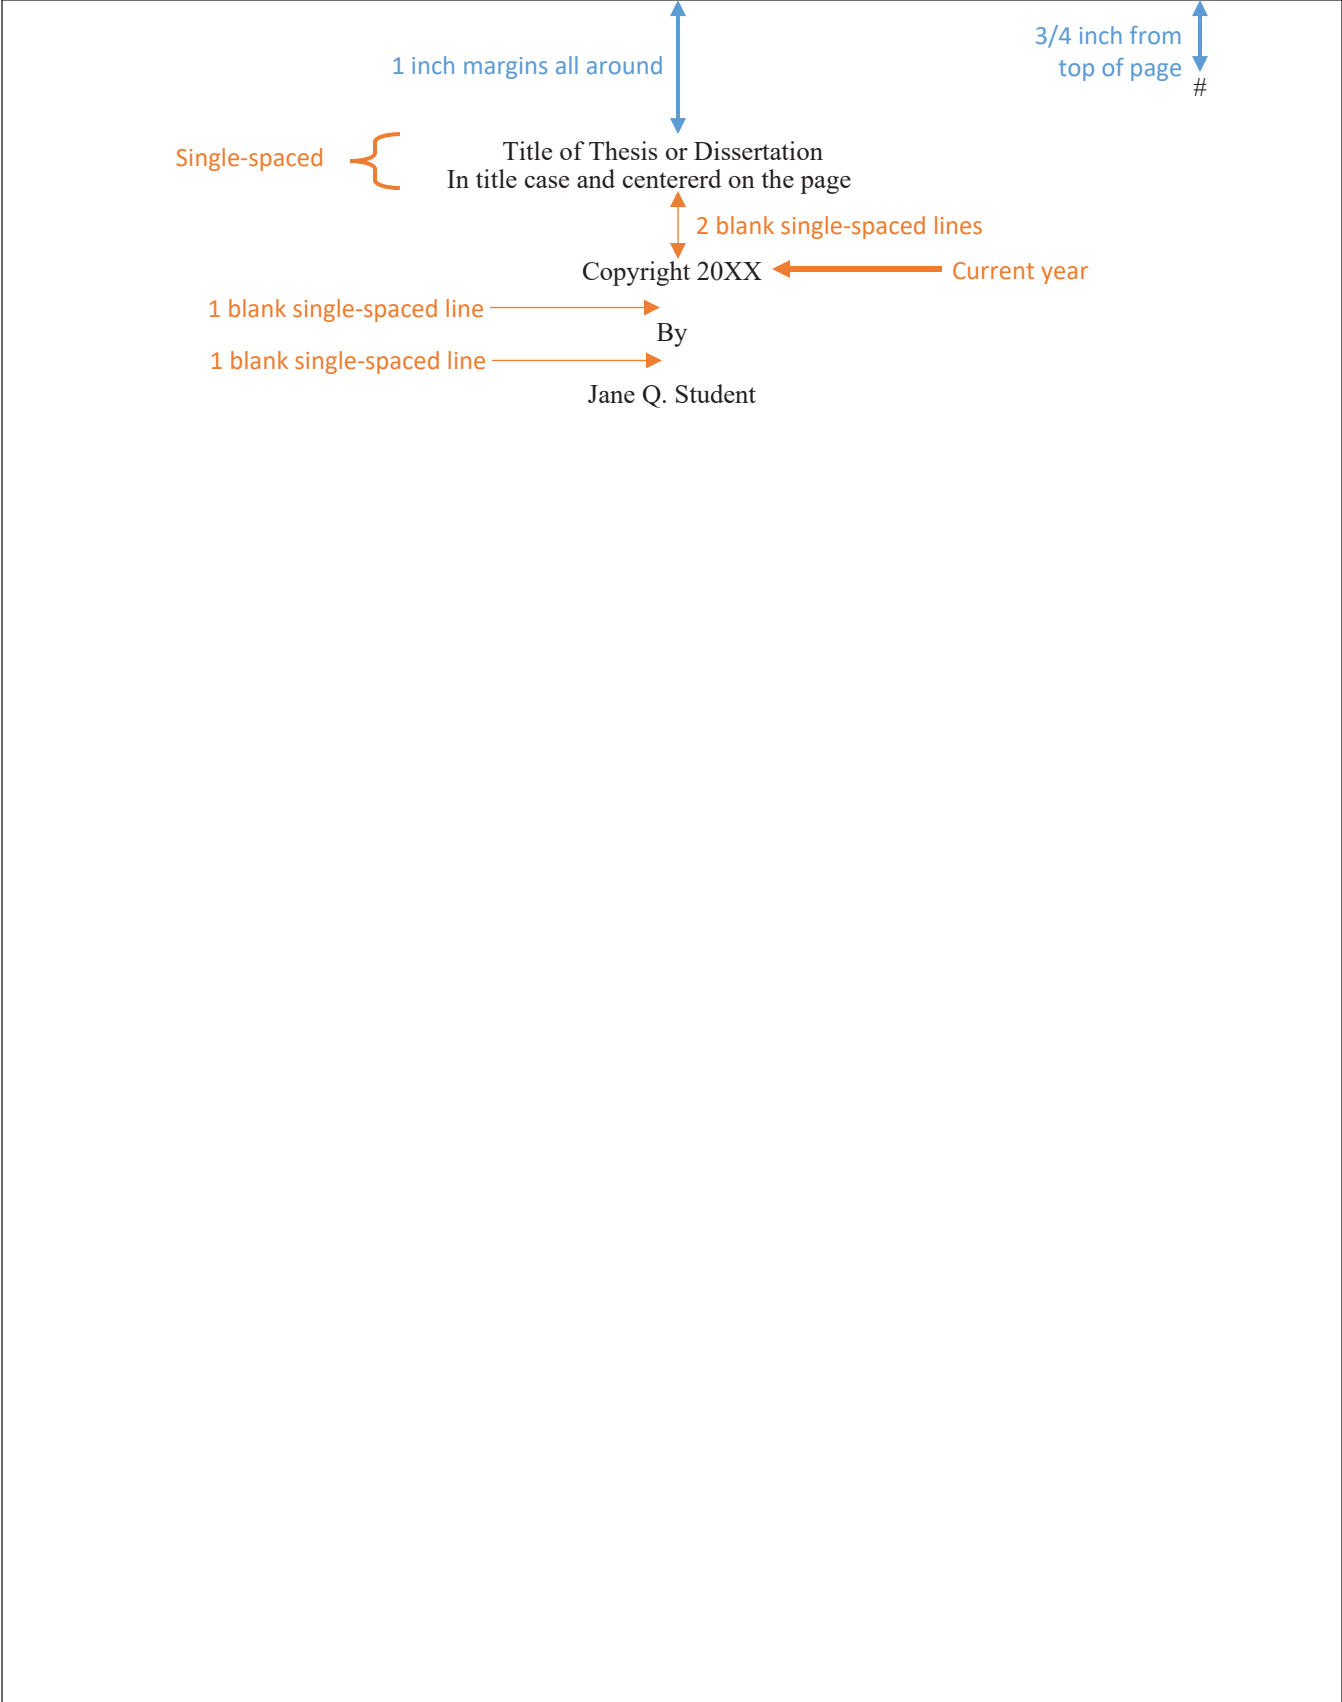 3/4 inch from
1 inch margins all around
top of page
#
Single-spaced
Title of Thesis or Dissertation
In title case and centererd on the page
2 blank single-spaced lines
Copyright 20XX
Current year
1 blank single-spaced line
By
1 blank single-spaced line
Jane Q. Student